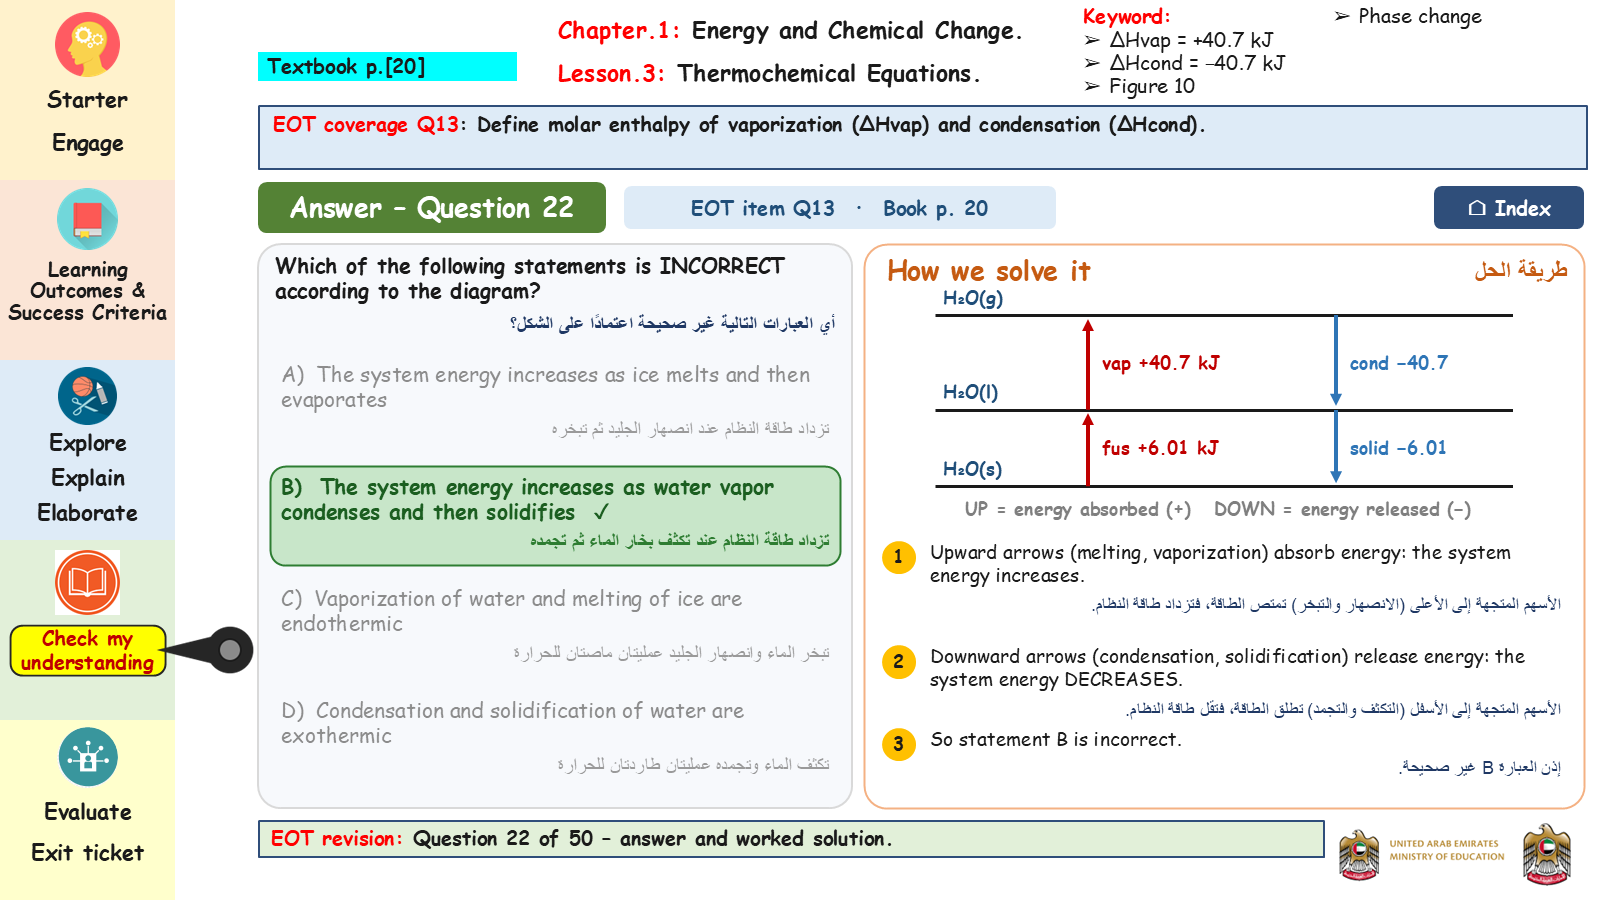 Starter
Engage
Learning
Outcomes &
Success Criteria
Explore
Explain
Elaborate
Check my
understanding
Evaluate
Exit ticket
Textbook p.[20]
Chapter.1: Energy and Chemical Change.
Lesson.3: Thermochemical Equations.
Keyword:
➢ ΔHvap = +40.7 kJ
➢ ΔHcond = −40.7 kJ
➢ Figure 10
➢ Phase change
EOT coverage Q13: Define molar enthalpy of vaporization (ΔHvap) and condensation (ΔHcond).
Answer – Question 22
EOT item Q13 · Book p. 20
☖ Index
Which of the following statements is INCORRECT
according to the diagram?
أي العبارات التالية غير صحيحة اعتمادًا على الشكل؟
A) The system energy increases as ice melts and then
evaporates
تزداد طاقة النظام عند انصهار الجليد ثم تبخره
B) The system energy increases as water vapor
condenses and then solidifies ✓
تزداد طاقة النظام عند تكثف بخار الماء ثم تجمده
C) Vaporization of water and melting of ice are
endothermic
تبخر الماء وانصهار الجليد عمليتان ماصتان للحرارة
D) Condensation and solidification of water are
exothermic
تكثف الماء وتجمده عمليتان طاردتان للحرارة
How we solve it
طريقة الحل
H₂O(g)
vap +40.7 kJ
cond −40.7
H₂O(l)
fus +6.01 kJ
solid −6.01
H₂O(s)
UP = energy absorbed (+) DOWN = energy released (−)
1 Upward arrows (melting, vaporization) absorb energy: the system
energy increases.
الأسهم المتجهة إلى الأعلى (الانصهار والتبخر) تمتص الطاقة، فتزداد طاقة النظام.
2 Downward arrows (condensation, solidification) release energy: the
system energy DECREASES.
الأسهم المتجهة إلى الأسفل (التكثف والتجمد) تطلق الطاقة، فتقل طاقة النظام.
3 So statement B is incorrect.
إذن العبارة B غير صحيحة.
EOT revision: Question 22 of 50 – answer and worked solution.
UNITED ARAB EMIRATES
MINISTRY OF EDUCATION